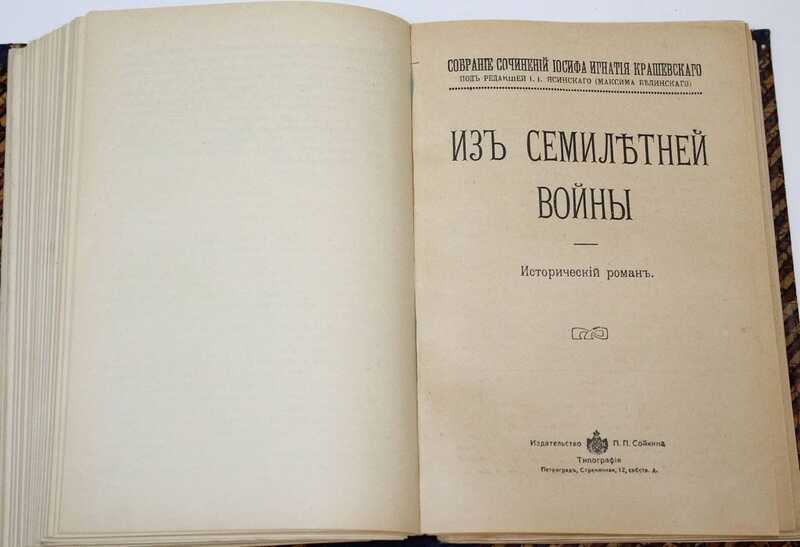 СОБРАНІЕ СОЧИНЕНІЙ ІОСИФА ИГНАТІЯ КРАШЕВСКАГО
ПОДЪ РЕДАКЦІЕЙ І. І. ЯСИНСКАГО (МАКСИМА БѢЛИНСКАГО)
ИЗЪ СЕМИЛѢТНЕЙ
ВОЙНЫ
Историческій романъ.
Издательство П. П. Сойкина
Типографія
Петроградъ, Стремянная, 12, собств. д.